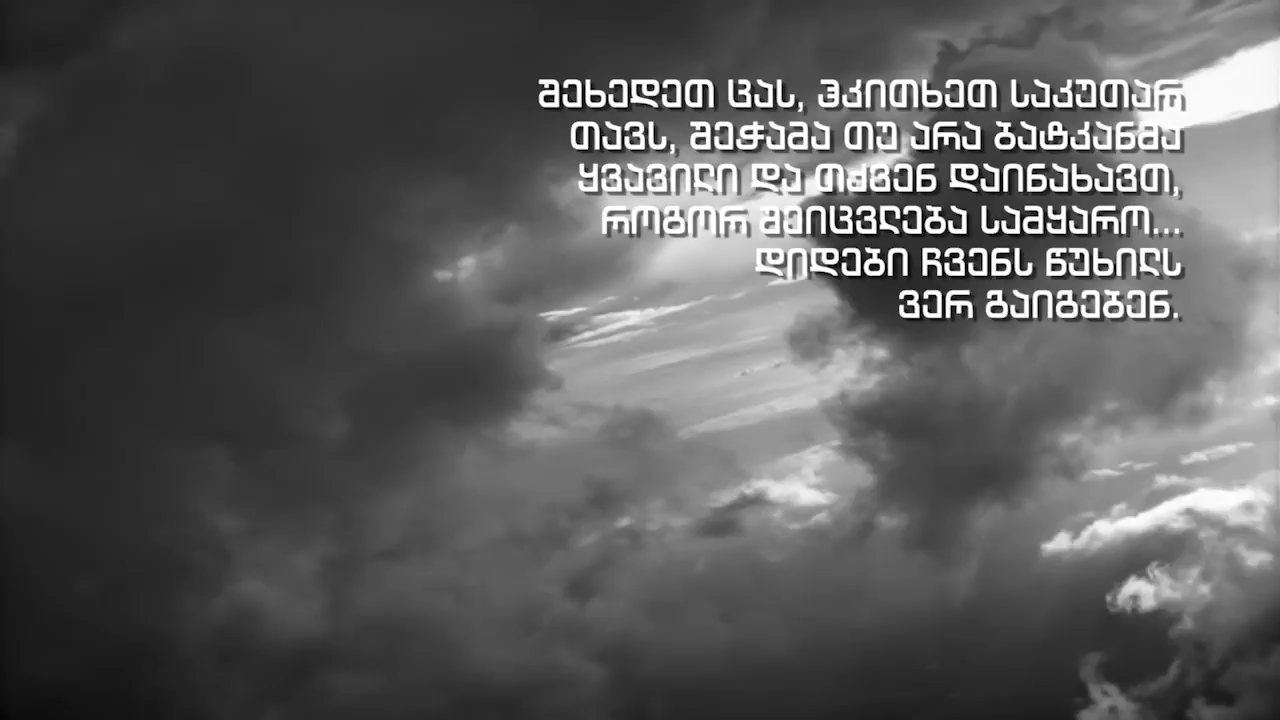 შეხედეთ ცას, ჰკითხეთ საკუთარ
თავს, შეჭამა თუ არა ბატკანმა
ყვავილი და თქვენ დაინახავთ,
როგორ შეიცვლება სამყარო...
დიდები ჩვენს წუხილს
ვერ გაიგებენ.